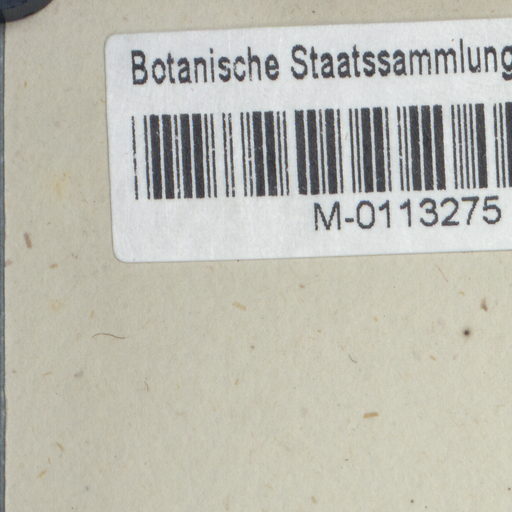 Botanische Staatssammlung
M-0113275